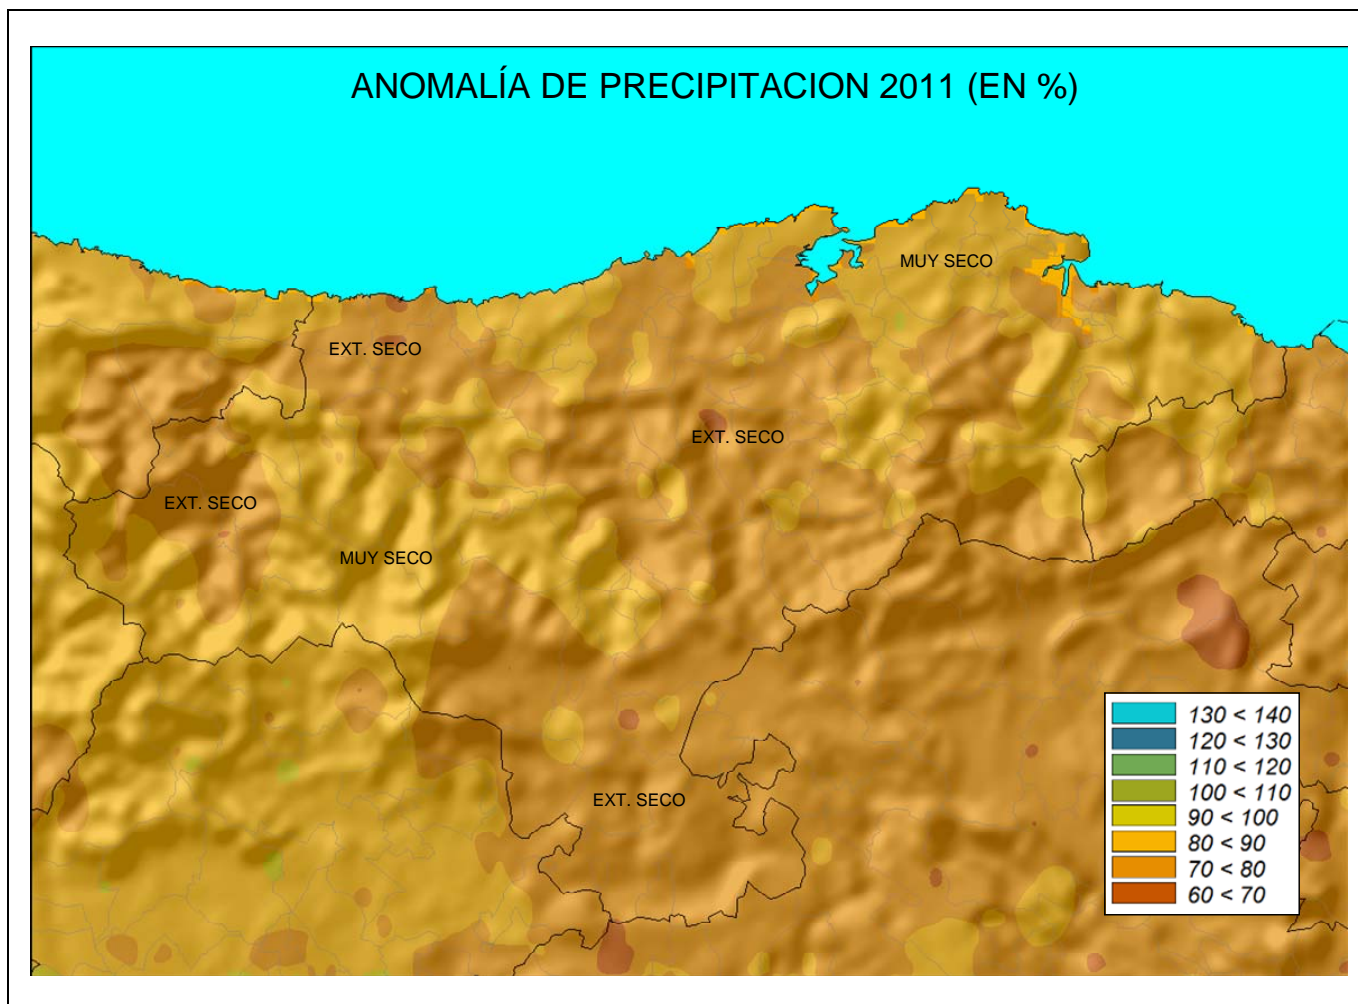 ANOMALÍA DE PRECIPITACION 2011 (EN %)
MUY SECO
EXT. SECO
EXT. SECO
EXT. SECO
MUY SECO
EXT. SECO
130 < 140
120 < 130
110 < 120
100 < 110
90 < 100
80 < 90
70 < 80
60 < 70